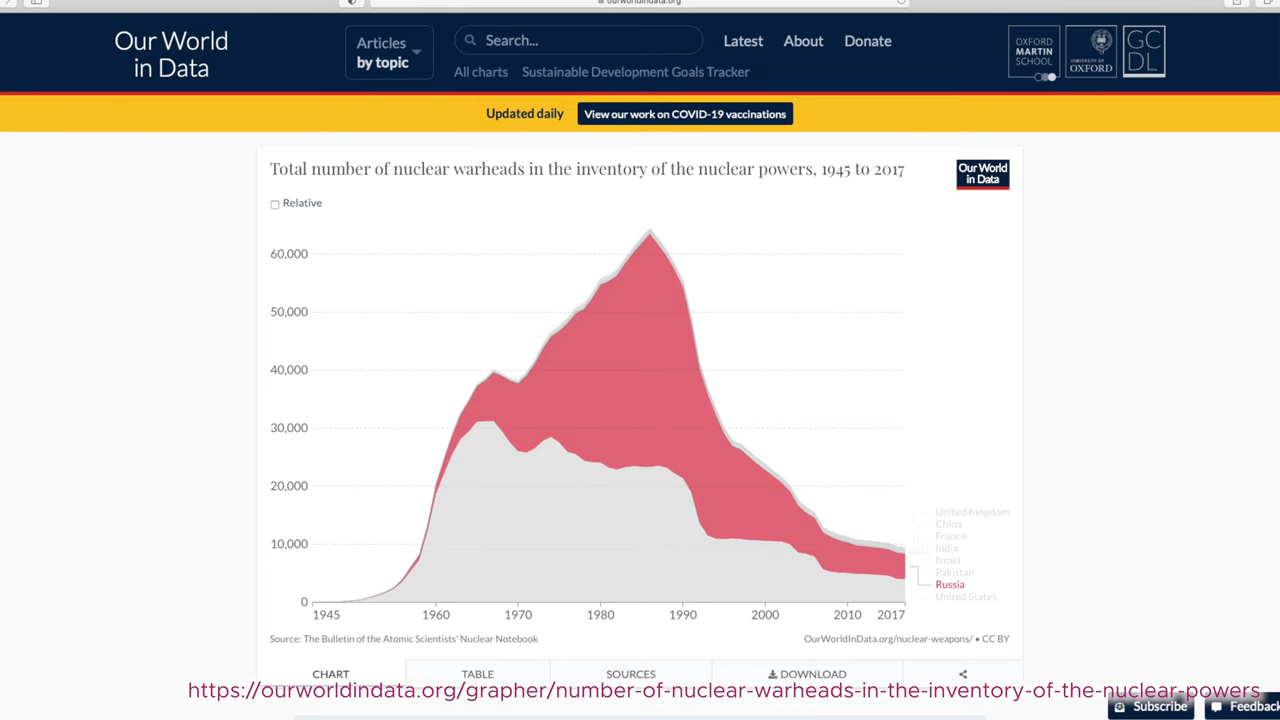 ourworldindata.org
Our World
in Data
Articles
by topic
Search...
Latest
About
Donate
All charts
Sustainable Development Goals Tracker
OXFORD
MARTIN
SCHOOL
UNIVERSITY OF
OXFORD
GC
DL
Updated daily
View our work on COVID-19 vaccinations
Total number of nuclear warheads in the inventory of the nuclear powers, 1945 to 2017
Our World
in Data
Relative
60,000
50,000
40,000
30,000
20,000
10,000
0
United Kingdom
China
France
India
Israel
Pakistan
Russia
United States
1945
1960
1970
1980
1990
2000
2010
2017
Source: The Bulletin of the Atomic Scientists' Nuclear Notebook
OurWorldInData.org/nuclear-weapons/ • CC BY
CHART
TABLE
SOURCES
DOWNLOAD
https://ourworldindata.org/grapher/number-of-nuclear-warheads-in-the-inventory-of-the-nuclear-powers
Subscribe
Feedback